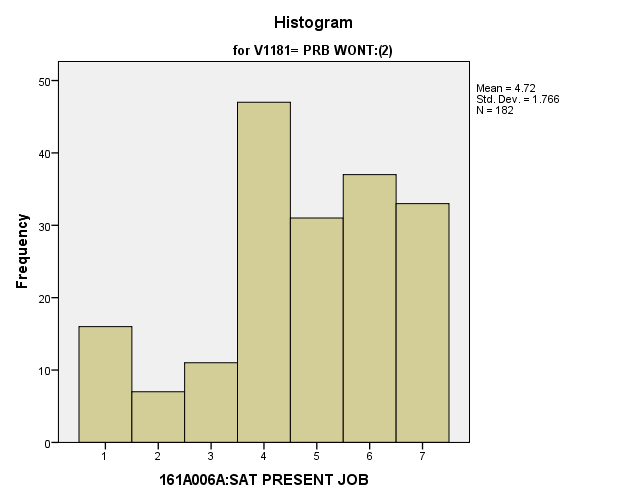 Histogram
for V1181= PRB WONT:(2)
Mean = 4.72
Std. Dev. = 1.766
N = 182
Frequency
50
40
30
20
10
0
1 2 3 4 5 6 7
161A006A:SAT PRESENT JOB